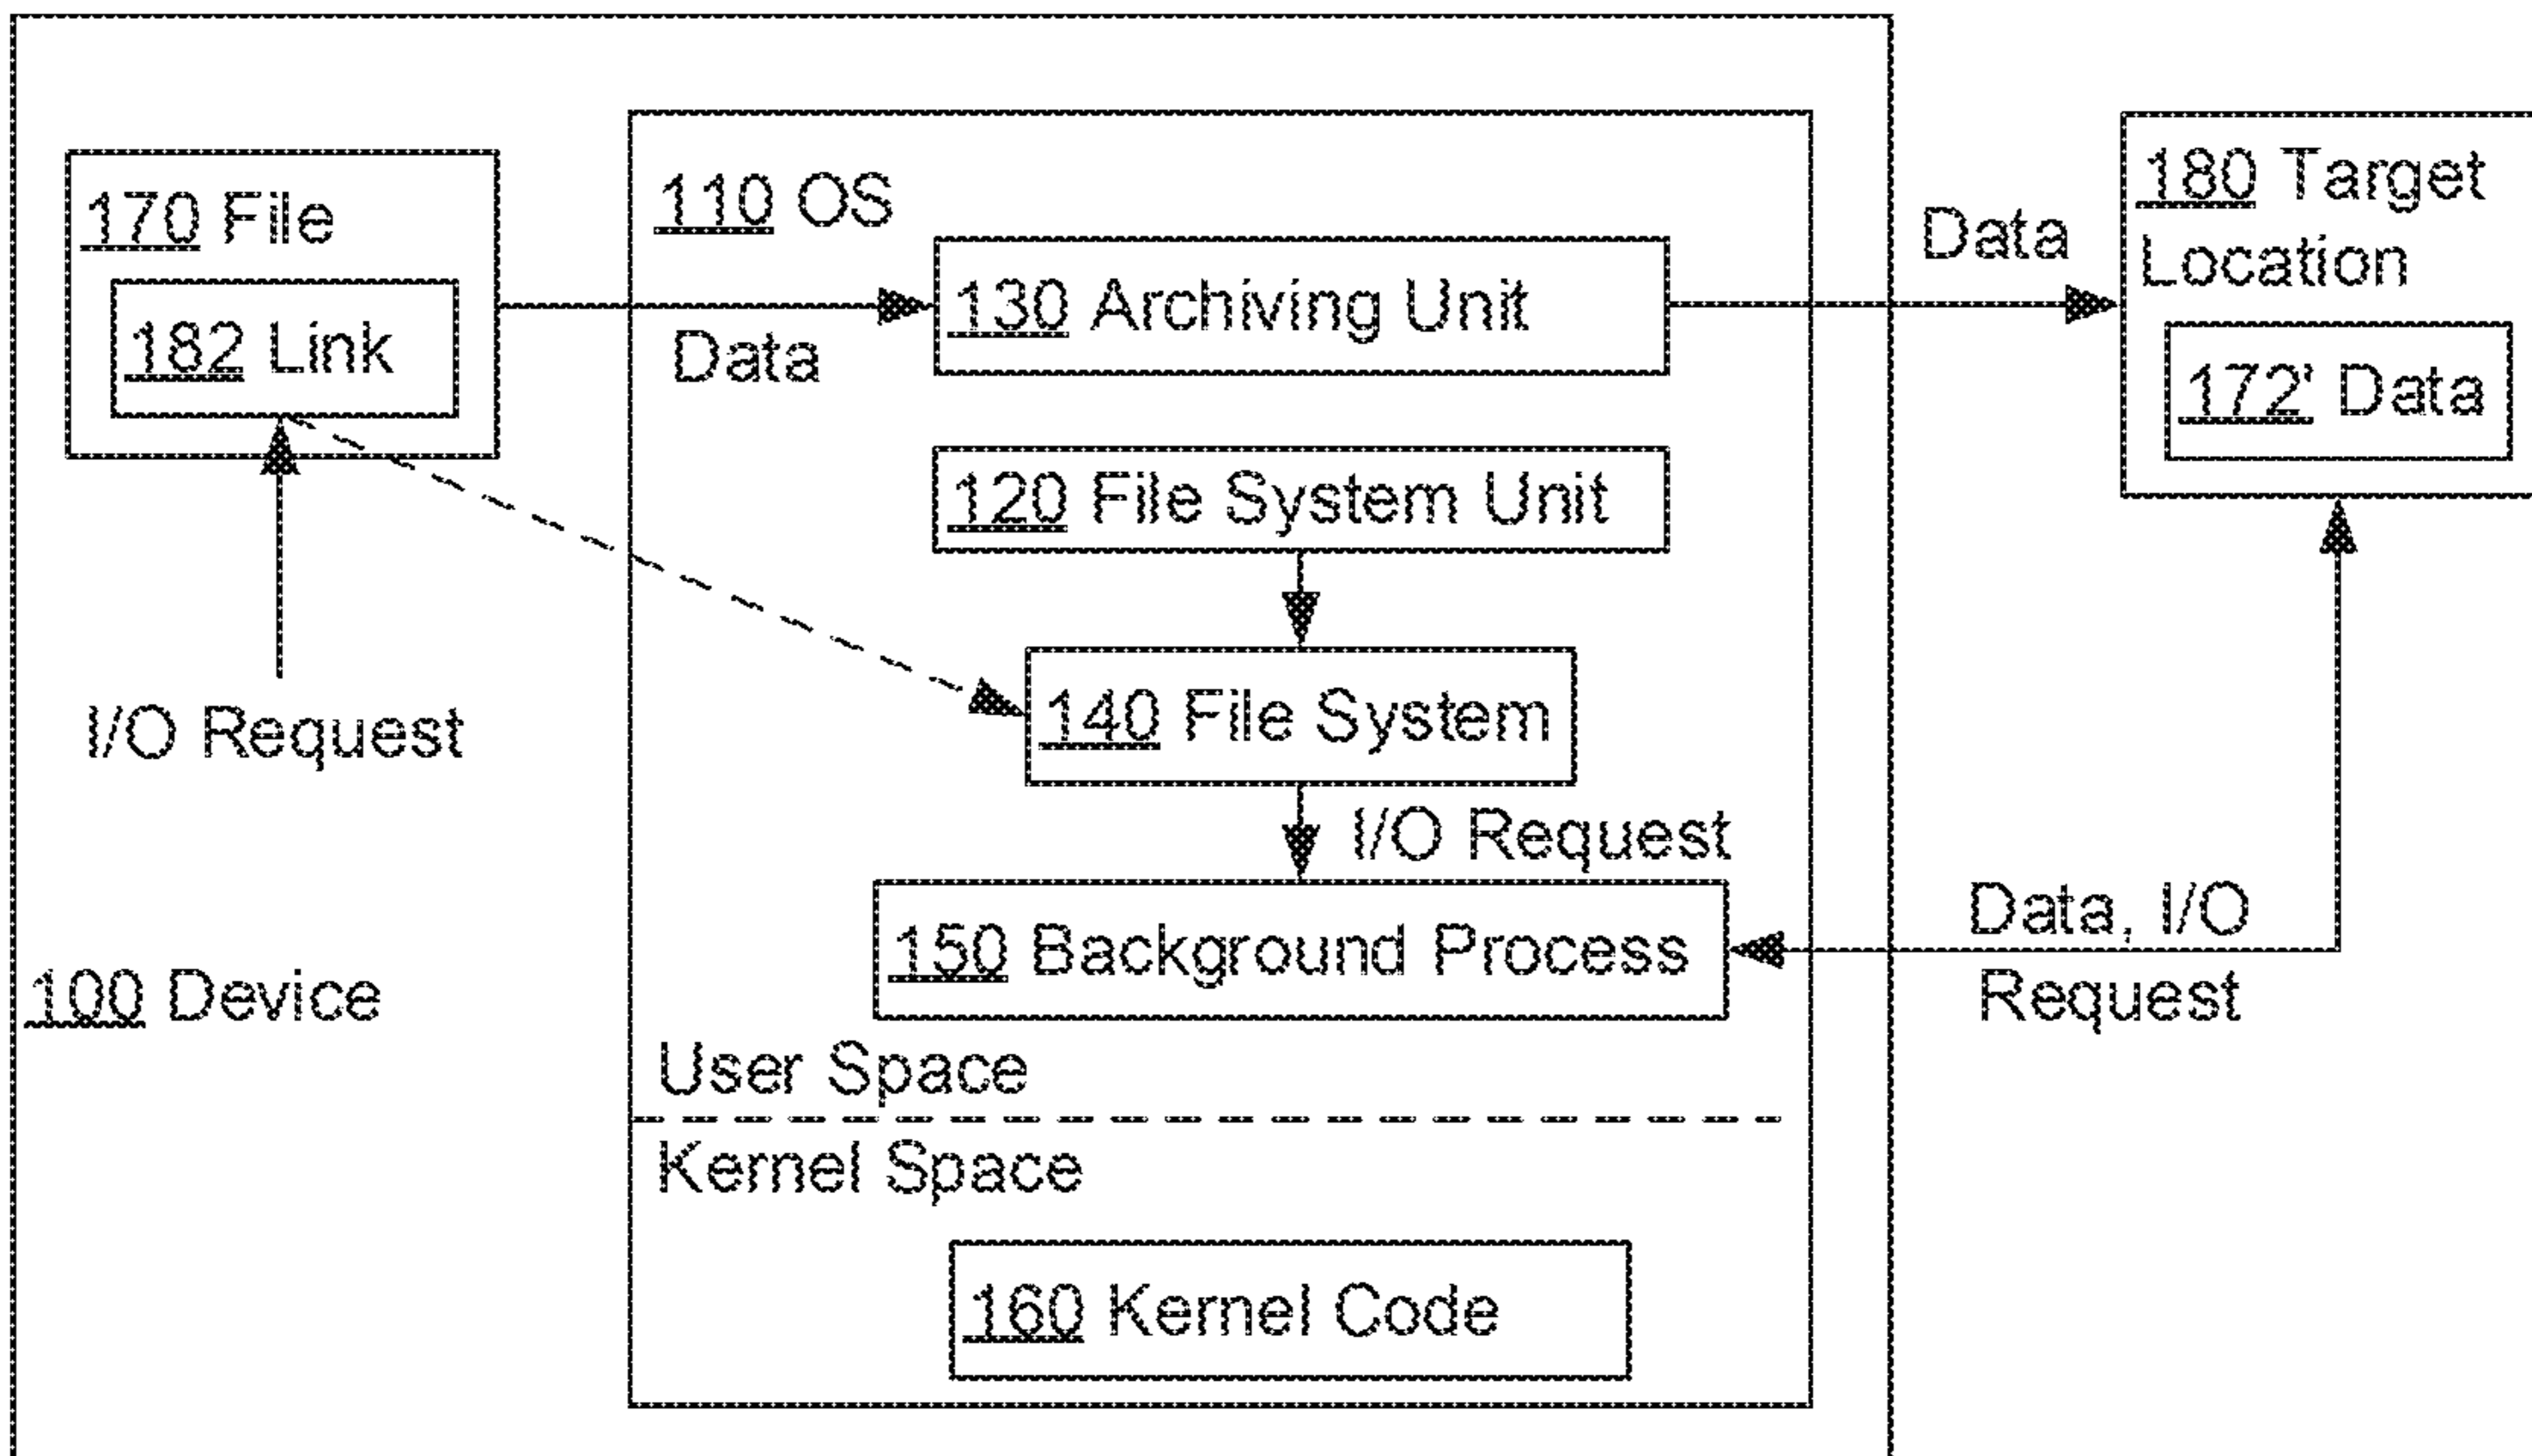 170 File
182 Link
I/O Request
100 Device
110 OS
Data
130 Archiving Unit
120 File System Unit
140 File System
I/O Request
150 Background Process
User Space
Kernel Space
160 Kernel Code
Data
180 Target
Location
172' Data
Data, I/O
Request